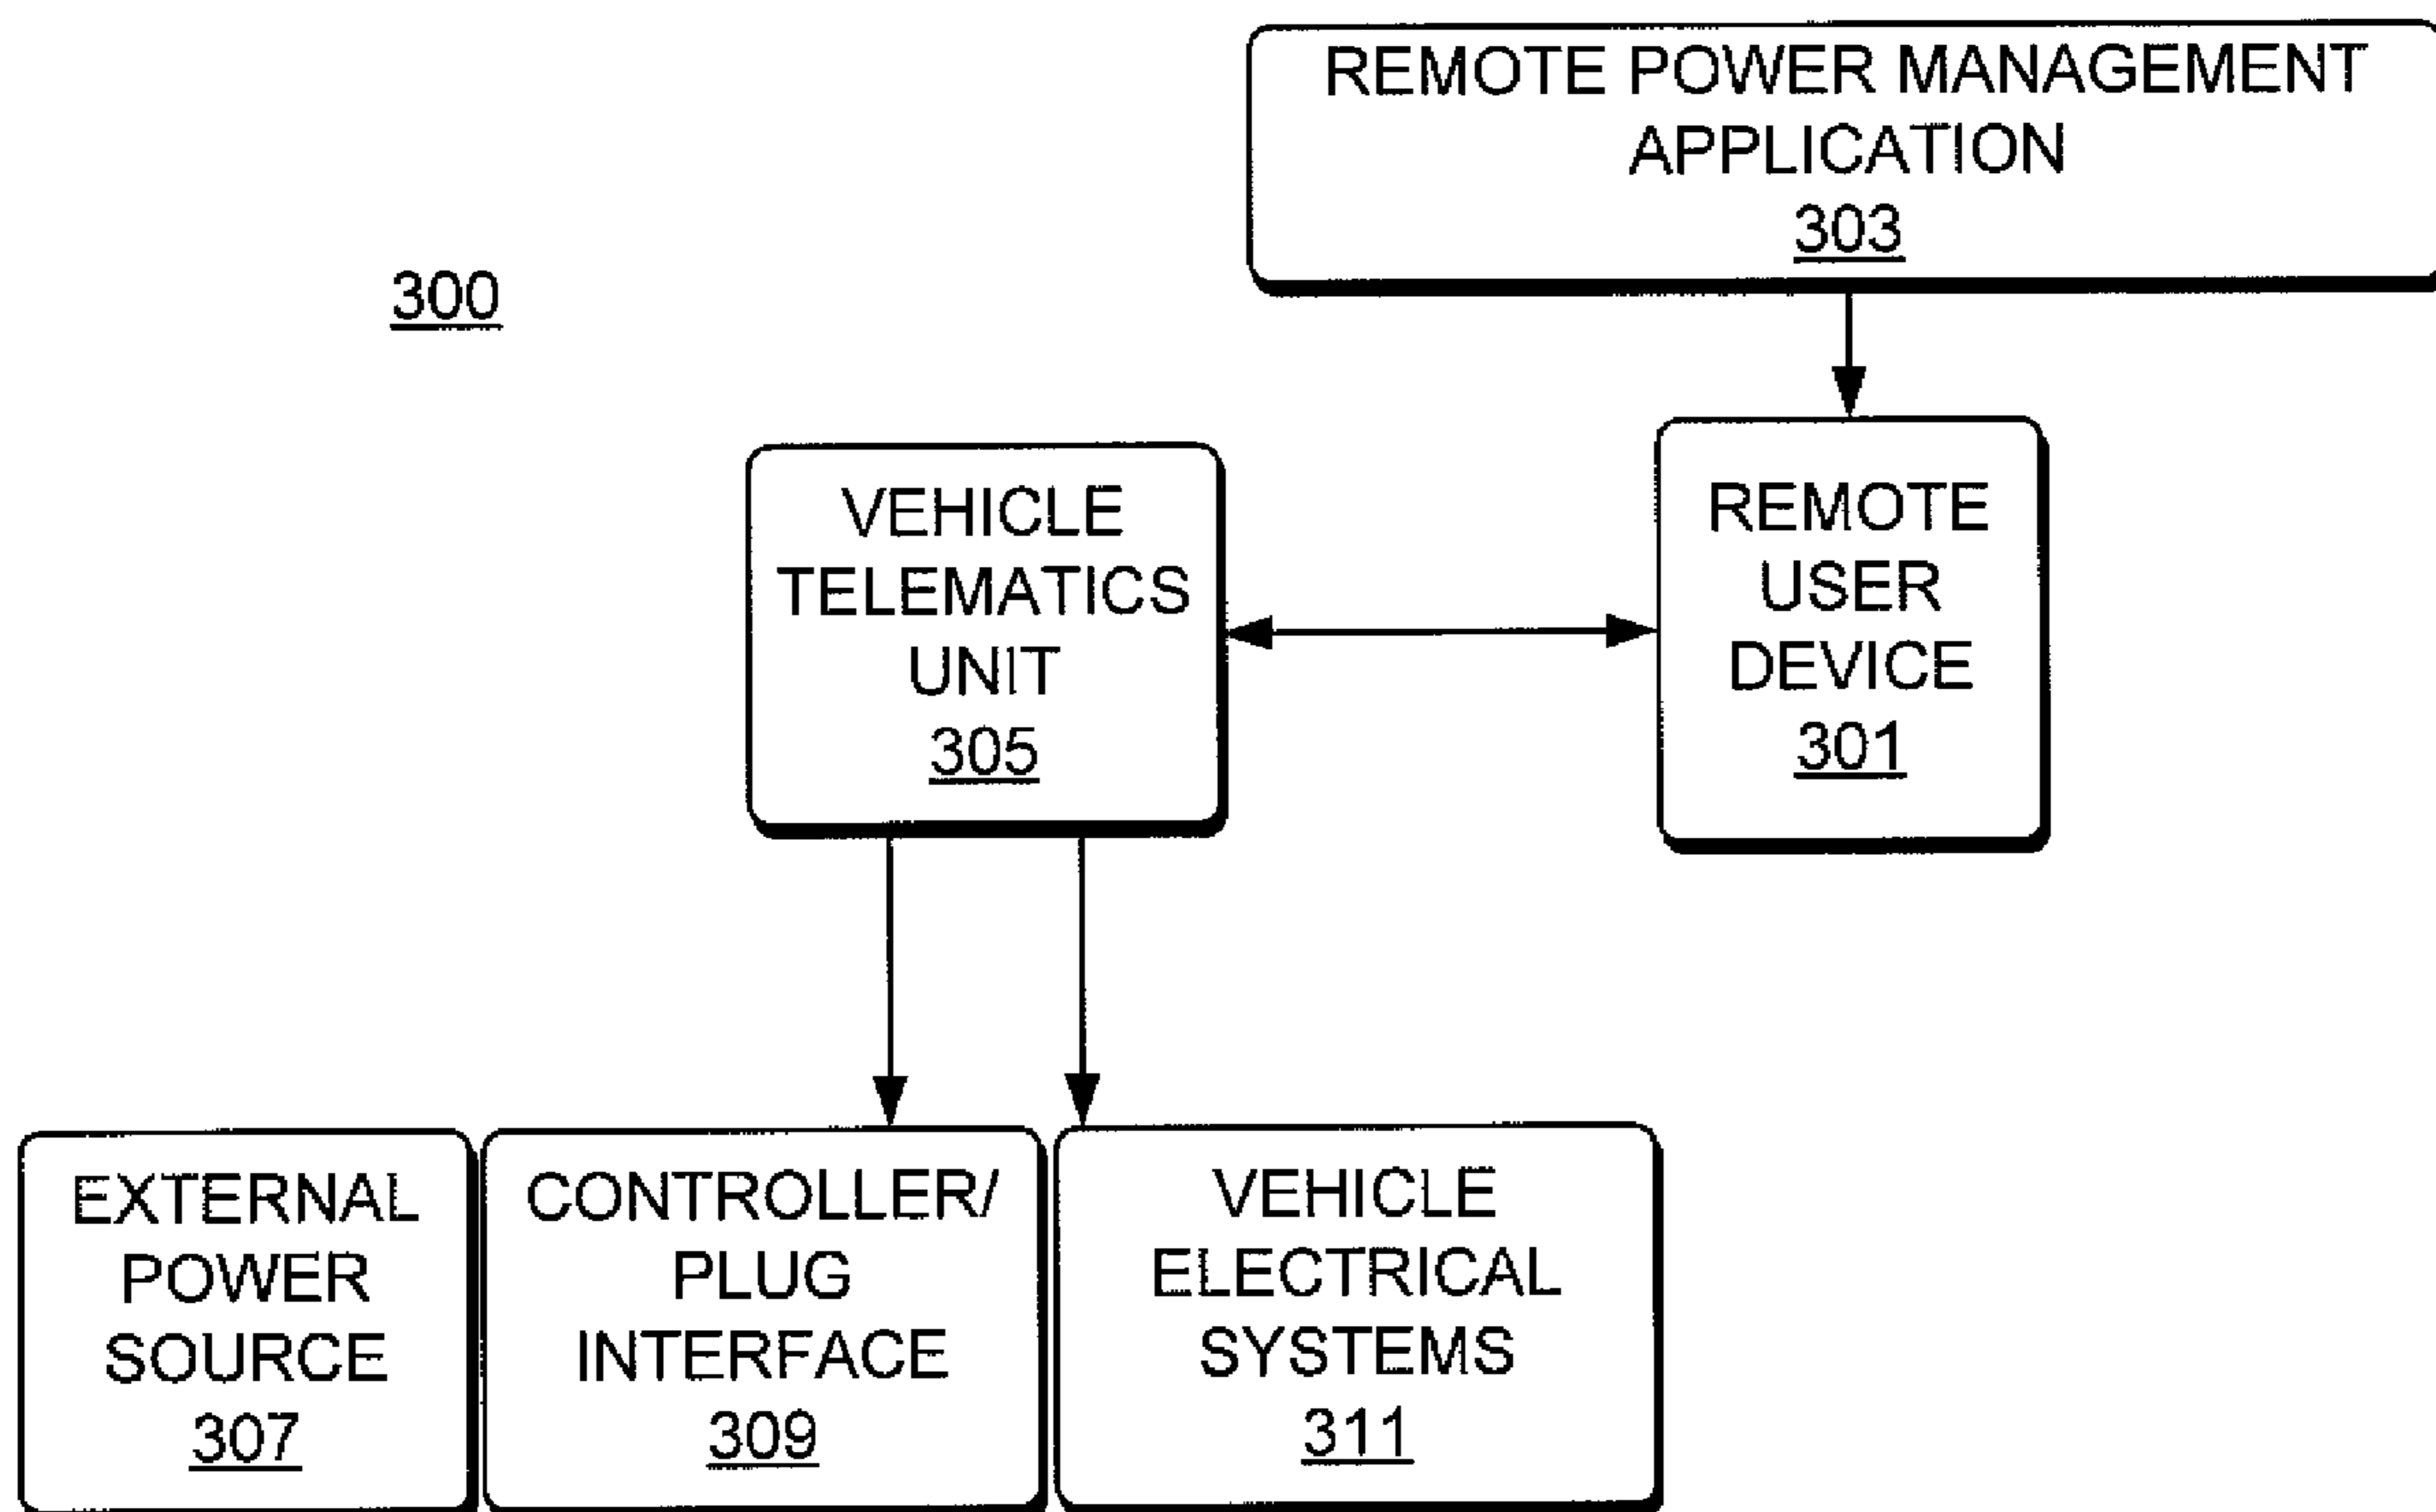 REMOTE POWER MANAGEMENT
APPLICATION
303
300
VEHICLE
TELEMATICS
UNIT
305
REMOTE
USER
DEVICE
301
EXTERNAL
POWER
SOURCE
307
CONTROLLER/
PLUG
INTERFACE
309
VEHICLE
ELECTRICAL
SYSTEMS
311